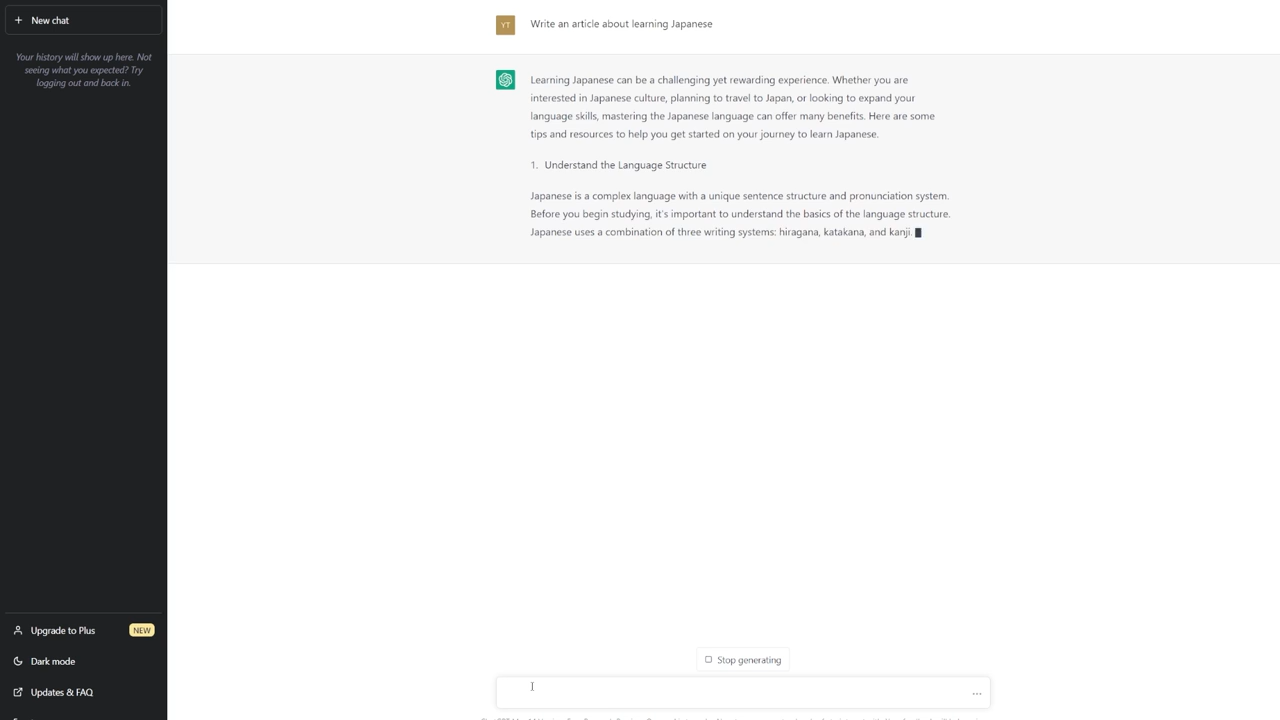 New chat
Your history will show up here. Not
seeing what you expected? Try
logging out and back in.
Upgrade to Plus NEW
Dark mode
Updates & FAQ
YT Write an article about learning Japanese
Learning Japanese can be a challenging yet rewarding experience. Whether you are
interested in Japanese culture, planning to travel to Japan, or looking to expand your
language skills, mastering the Japanese language can offer many benefits. Here are some
tips and resources to help you get started on your journey to learn Japanese.
1. Understand the Language Structure
Japanese is a complex language with a unique sentence structure and pronunciation system.
Before you begin studying, it's important to understand the basics of the language structure.
Japanese uses a combination of three writing systems: hiragana, katakana, and kanji.
Stop generating